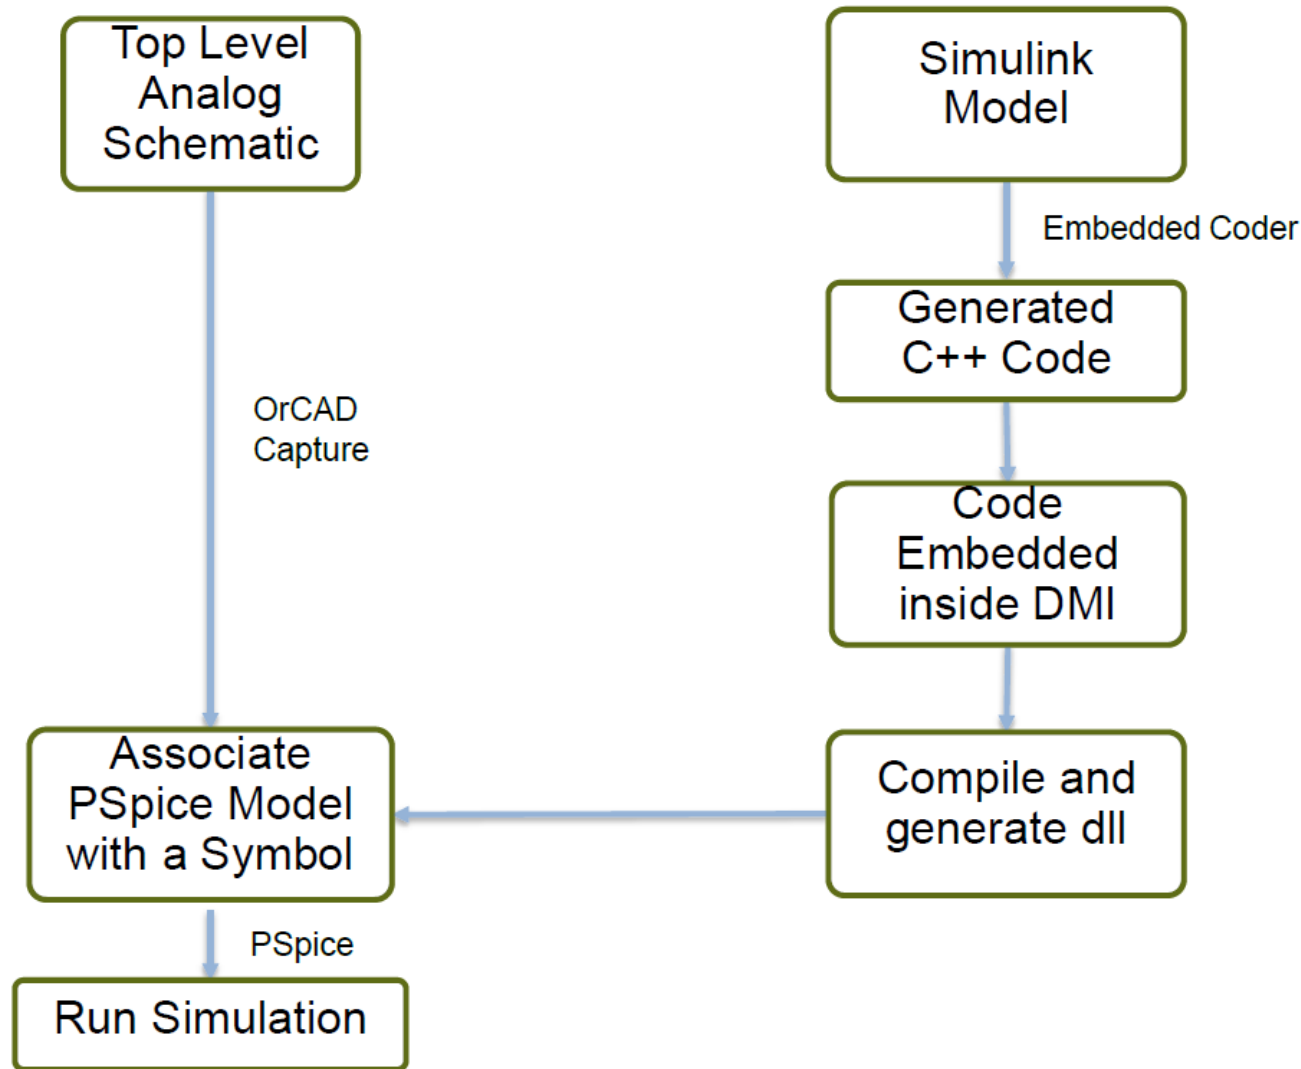 Top Level
Analog
Schematic
OrCAD
Capture
Associate
PSpice Model
with a Symbol
PSpice
Run Simulation
Simulink
Model
Embedded Coder
Generated
C++ Code
Code
Embedded
inside DMI
Compile and
generate dll